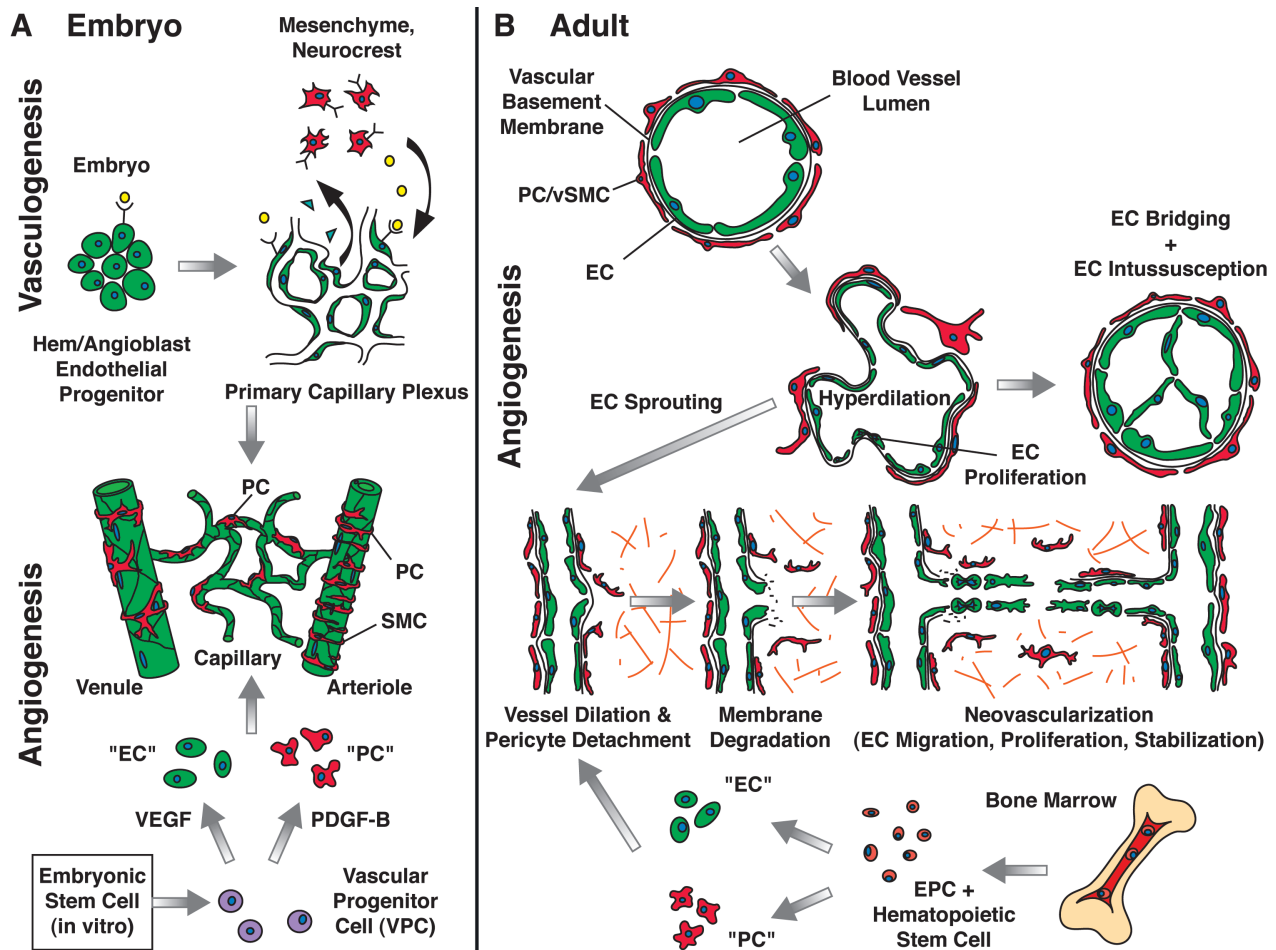 A Embryo
Vasculogenesis
Mesenchyme,
Neurocrest
Embryo
Hem/Angioblast
Endothelial
Progenitor
Primary Capillary Plexus
Angiogenesis
PC
PC
SMC
Capillary
Venule
Arteriole
"EC"
"PC"
VEGF
PDGF-B
Embryonic
Stem Cell
(in vitro)
Vascular
Progenitor
Cell (VPC)
B Adult
Angiogenesis
Vascular
Basement
Membrane
Blood Vessel
Lumen
PC/vSMC
EC
EC Bridging
+
EC Intussusception
Hyperdilation
EC Sprouting
EC
Proliferation
Vessel Dilation &
Pericyte Detachment
Membrane
Degradation
Neovascularization
(EC Migration, Proliferation, Stabilization)
"EC"
"PC"
Bone Marrow
EPC +
Hematopoietic
Stem Cell